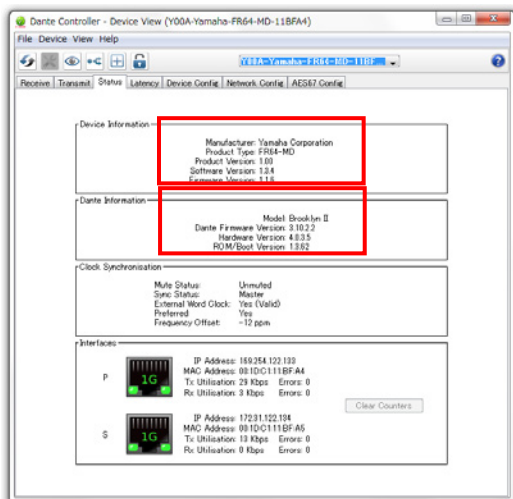 Dante Controller - Device View (Y00A-Yamaha-FR64-MD-11BFA4)
File Device View Help
Y00A-Yamaha-FR64-MD-11BF...
Receive Transmit Status Latency Device Config Network Config AES67 Config
Device Information
Manufacturer: Yamaha Corporation
Product Type: FR64-MD
Product Version: 1.00
Software Version: 1.3.4
Firmware Version: 1.1.6
Dante Information
Model: Brooklyn II
Dante Firmware Version: 3.10.2.2
Hardware Version: 4.0.3.5
ROM/Boot Version: 1.3.62
Clock Synchronisation
Mute Status: Unmuted
Sync Status: Master
External Word Clock: Yes (Valid)
Preferred Yes
Frequency Offset: -12 ppm
Interfaces
P
1G
IP Address: 169.254.122.133
MAC Address: 00:1D:C1:11:BF:A4
Tx Utilisation: 29 Kbps Errors: 0
Rx Utilisation: 3 Kbps Errors: 0
Clear Counters
S
1G
IP Address: 172.31.122.134
MAC Address: 00:1D:C1:11:BF:A5
Tx Utilisation: 13 Kbps Errors: 0
Rx Utilisation: 0 Kbps Errors: 0